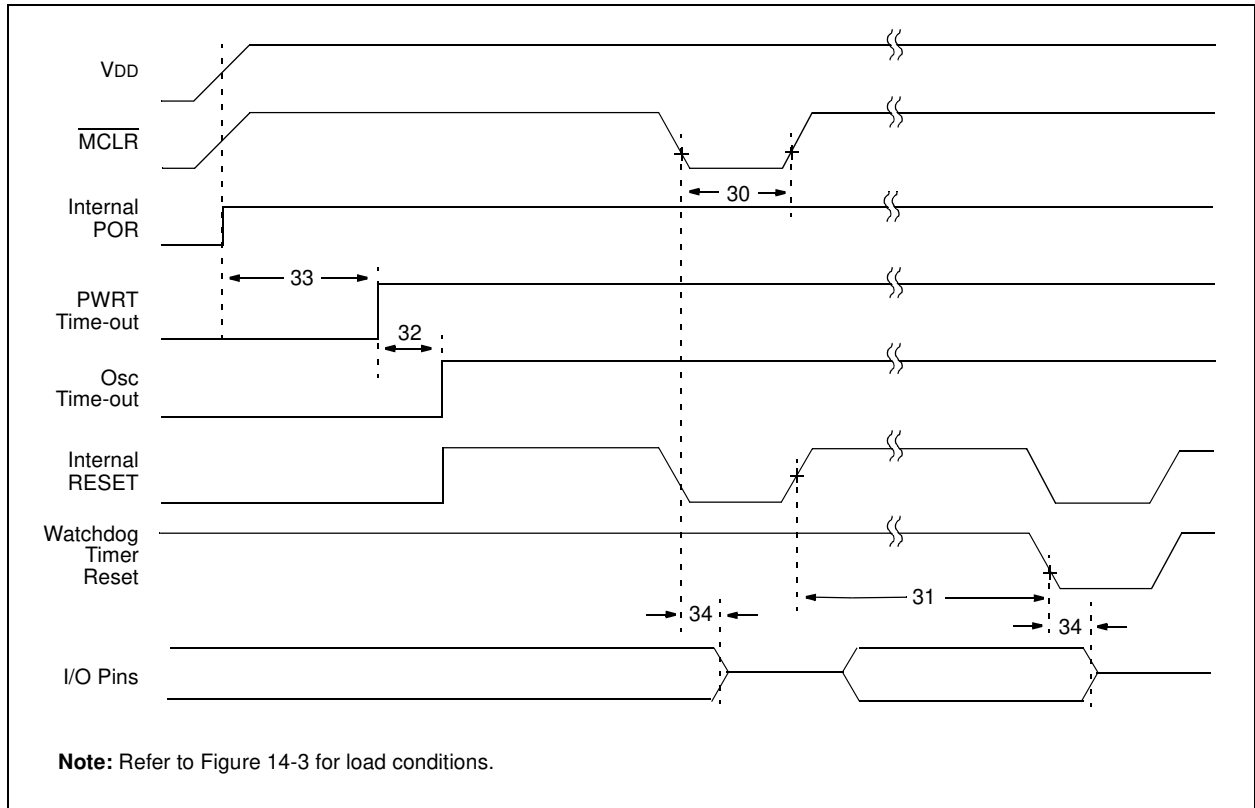 VDD
MCLR
30
Internal
POR
33
PWRT
Time-out
32
Osc
Time-out
Internal
RESET
Watchdog
Timer
Reset
31
34
34
I/O Pins
Note: Refer to Figure 14-3 for load conditions.